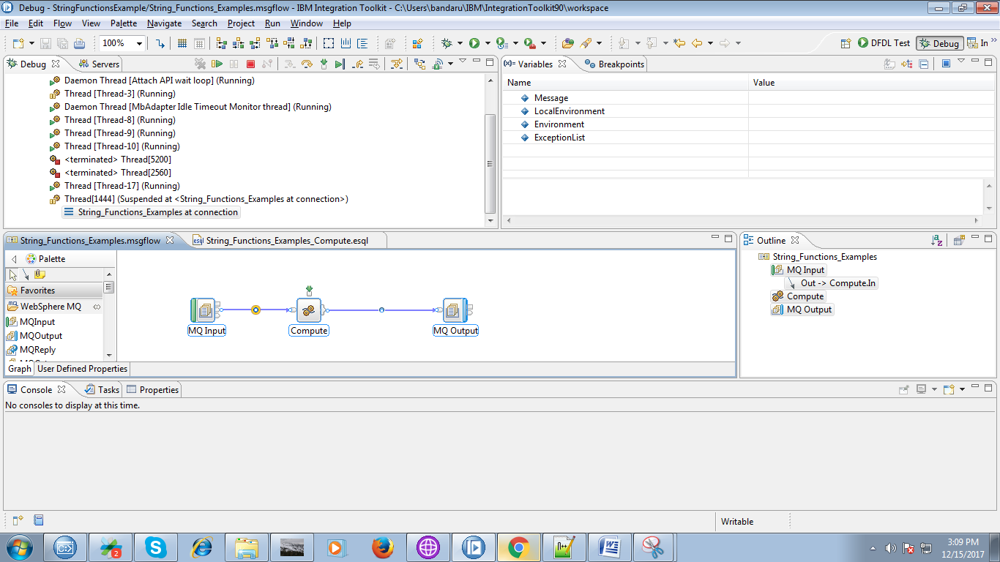 Debug - StringFunctionsExample/String_Functions_Examples.msgflow - IBM Integration Toolkit - C:\Users\bandaru\IBM\IntegrationToolkit90\workspace
File Edit Flow View Palette Navigate Search Project Run Window Help
100% DFDL Test Debug In »
Debug Servers
Daemon Thread [Attach API wait loop] (Running)
Thread [Thread-3] (Running)
Daemon Thread [MbAdapter Idle Timeout Monitor thread] (Running)
Thread [Thread-8] (Running)
Thread [Thread-9] (Running)
Thread [Thread-10] (Running)
<terminated> Thread[5200]
<terminated> Thread[2560]
Thread [Thread-17] (Running)
Thread[1444] (Suspended at <String_Functions_Examples at connection>)
String_Functions_Examples at connection
(x)= Variables Breakpoints
Name Value
Message
LocalEnvironment
Environment
ExceptionList
String_Functions_Examples.msgflow esql String_Functions_Examples_Compute.esql
Palette
Favorites
WebSphere MQ
MQInput
MQOutput
MQReply
MQ Input Compute MQ Output
Graph User Defined Properties
Outline
String_Functions_Examples
MQ Input
Out -> Compute.In
Compute
MQ Output
Console Tasks Properties
No consoles to display at this time.
Writable
2
3:09 PM
12/15/2017